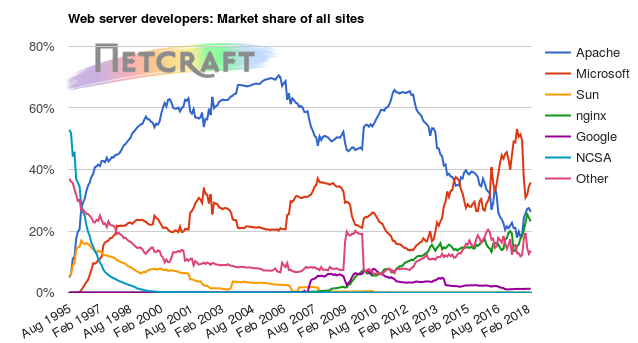 Web server developers: Market share of all sites
NETCRAFT
80%
60%
40%
20%
0%
Apache
Microsoft
Sun
nginx
Google
NCSA
Other
Aug 1995
Feb 1997
Aug 1998
Feb 2000
Aug 2001
Feb 2003
Aug 2004
Feb 2006
Aug 2007
Feb 2009
Aug 2010
Feb 2012
Aug 2013
Feb 2015
Aug 2016
Feb 2018